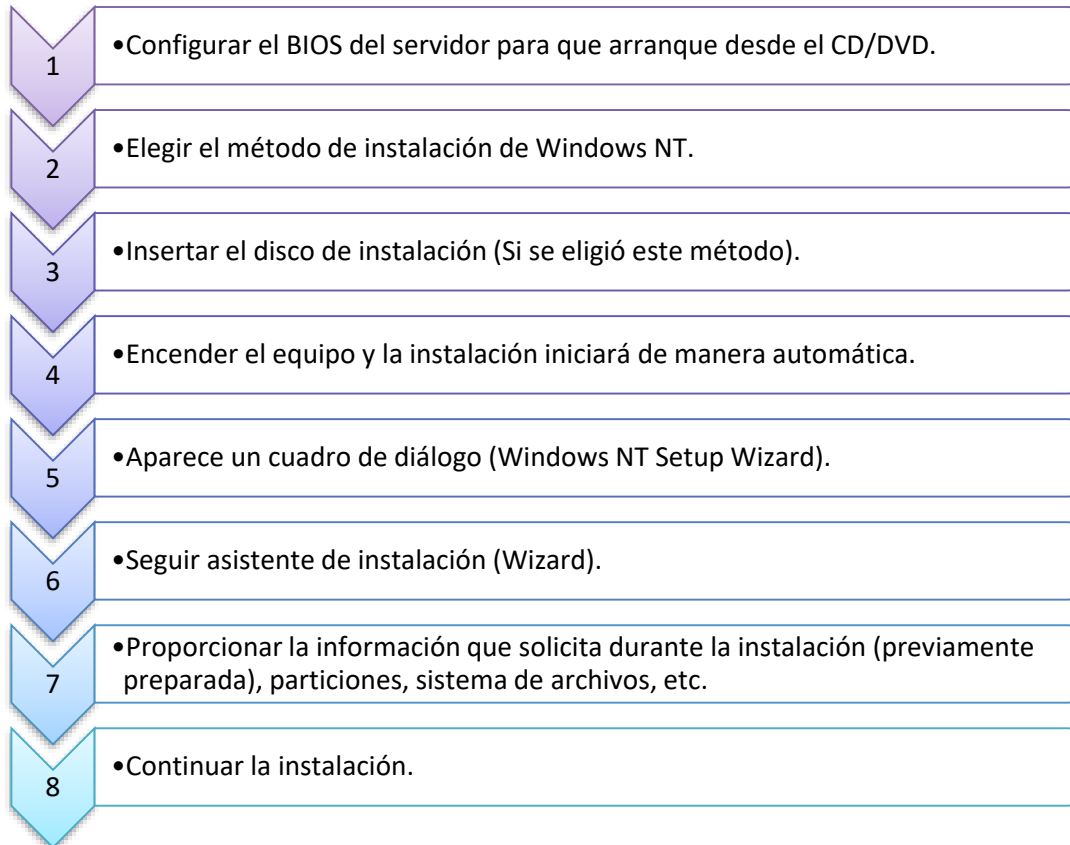 1
•Configurar el BIOS del servidor para que arranque desde el CD/DVD.
2
•Elegir el método de instalación de Windows NT.
3
•Insertar el disco de instalación (Si se eligió este método).
4
•Encender el equipo y la instalación iniciará de manera automática.
5
•Aparece un cuadro de diálogo (Windows NT Setup Wizard).
6
•Seguir asistente de instalación (Wizard).
7
•Proporcionar la información que solicita durante la instalación (previamente
preparada), particiones, sistema de archivos, etc.
8
•Continuar la instalación.